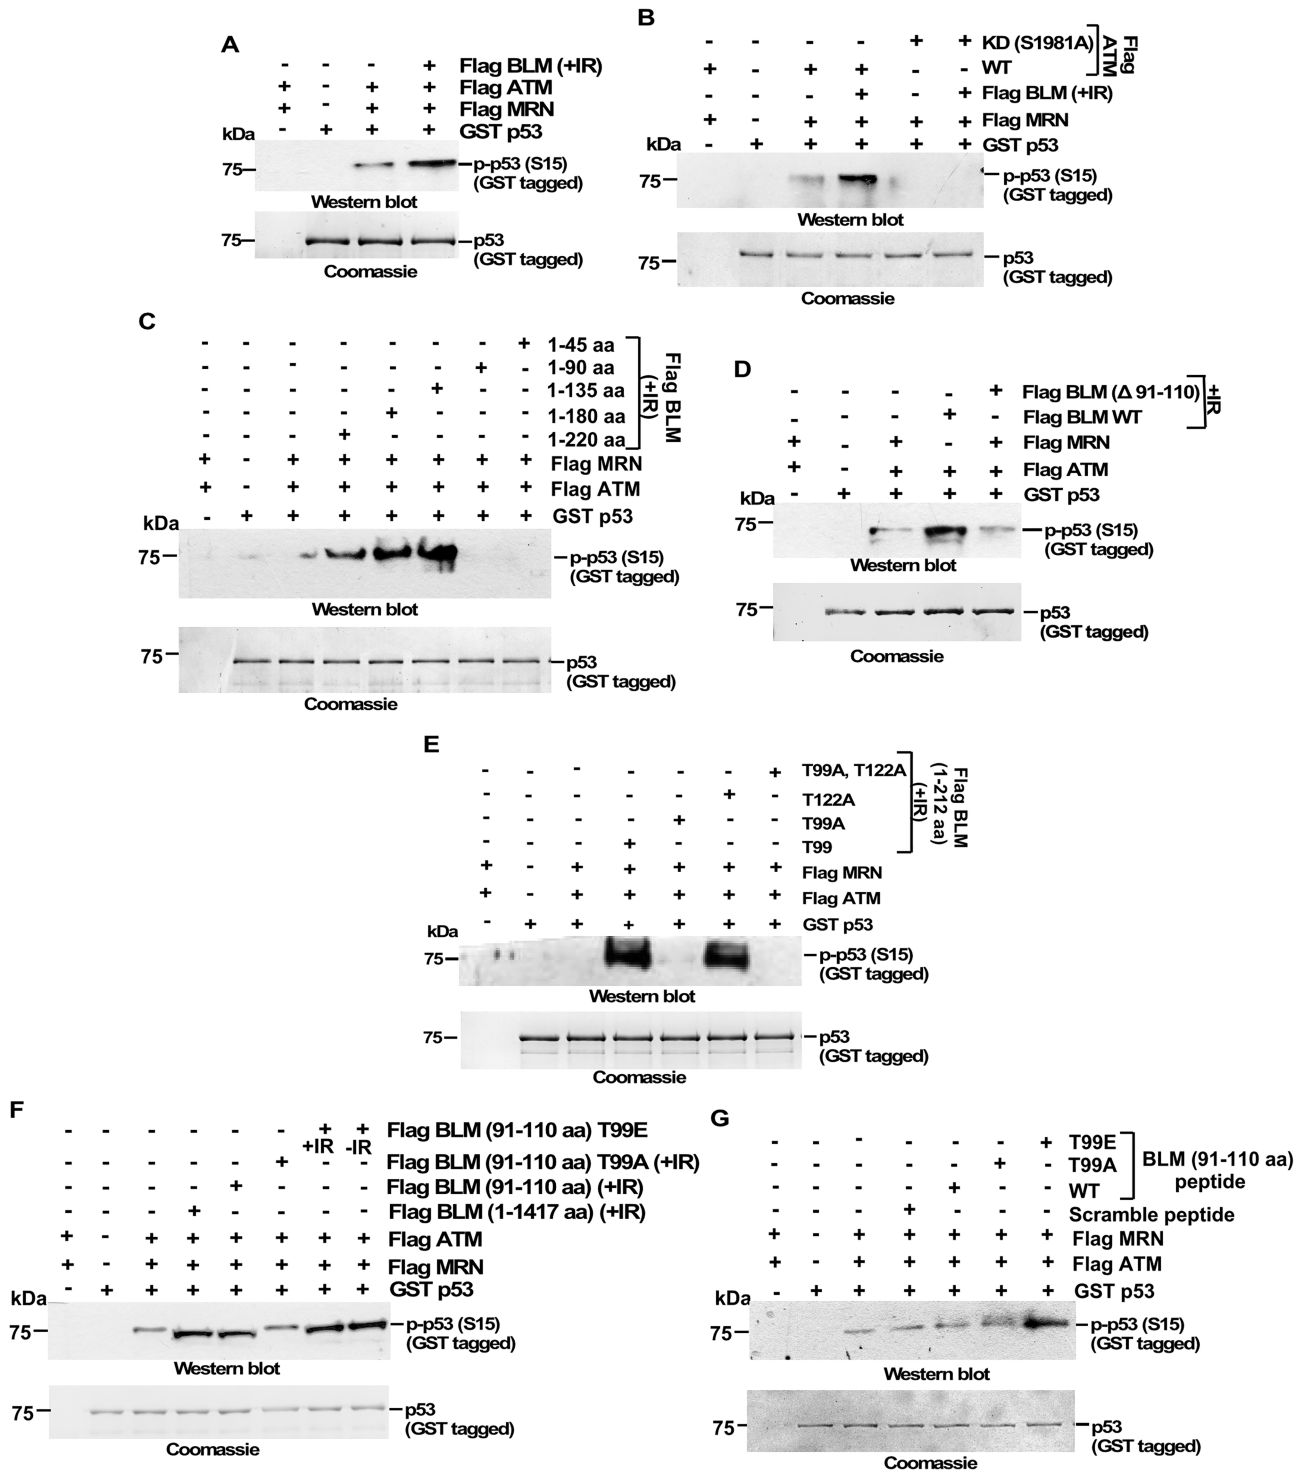 A
- - - + Flag BLM (+IR)
+ - + + Flag ATM
+ - + + Flag MRN
- + + + GST p53
kDa
75
p-p53 (S15)
(GST tagged)
Western blot
75
p53
(GST tagged)
Coomassie
B
- - - - + + KD (S1981A)
+ - + + - - WT
Flag ATM
- - - + - + Flag BLM (+IR)
+ - + + + + Flag MRN
- + + + + + GST p53
kDa
75
p-p53 (S15)
(GST tagged)
Western blot
75
p53
(GST tagged)
Coomassie
C
- - - - - - - + 1-45 aa
- - - - - - + - 1-90 aa
- - - - - + - - 1-135 aa
- - - - + - - - 1-180 aa
- - - + - - - - 1-220 aa
Flag BLM
(+IR)
+ - + + + + + + Flag MRN
+ - + + + + + + Flag ATM
- + + + + + + + GST p53
kDa
75
p-p53 (S15)
(GST tagged)
Western blot
75
p53
(GST tagged)
Coomassie
D
- - - - + Flag BLM (Δ 91-110)
- - - + - Flag BLM WT
+IR
+ - + - + Flag MRN
+ - + + + Flag ATM
- + + + + GST p53
kDa
75
p-p53 (S15)
(GST tagged)
Western blot
75
p53
(GST tagged)
Coomassie
E
- - - - - - + T99A, T122A
- - - - - + - T122A
- - - - + - - T99A
- - - + - - - T99
Flag BLM
(1-212 aa)
(+IR)
+ - + + + + + Flag MRN
+ - + + + + + Flag ATM
- + + + + + + GST p53
kDa
75
p-p53 (S15)
(GST tagged)
Western blot
75
p53
(GST tagged)
Coomassie
F
- - - - - - + + Flag BLM (91-110 aa) T99E
+IR -IR
- - - - - + - - Flag BLM (91-110 aa) T99A (+IR)
- - - - + - - - Flag BLM (91-110 aa) (+IR)
- - - + - - - - Flag BLM (1-1417 aa) (+IR)
+ - + + + + + + Flag ATM
+ - + + + + + + Flag MRN
- + + + + + + + GST p53
kDa
75
p-p53 (S15)
(GST tagged)
Western blot
75
p53
(GST tagged)
Coomassie
G
- - - - - - + T99E
- - - - - + - T99A
- - - - + - - WT
BLM (91-110 aa)
peptide
- - - + - - - Scramble peptide
+ - + + + + + Flag MRN
+ - + + + + + Flag ATM
- + + + + + + GST p53
kDa
75
p-p53 (S15)
(GST tagged)
Western blot
75
p53
(GST tagged)
Coomassie